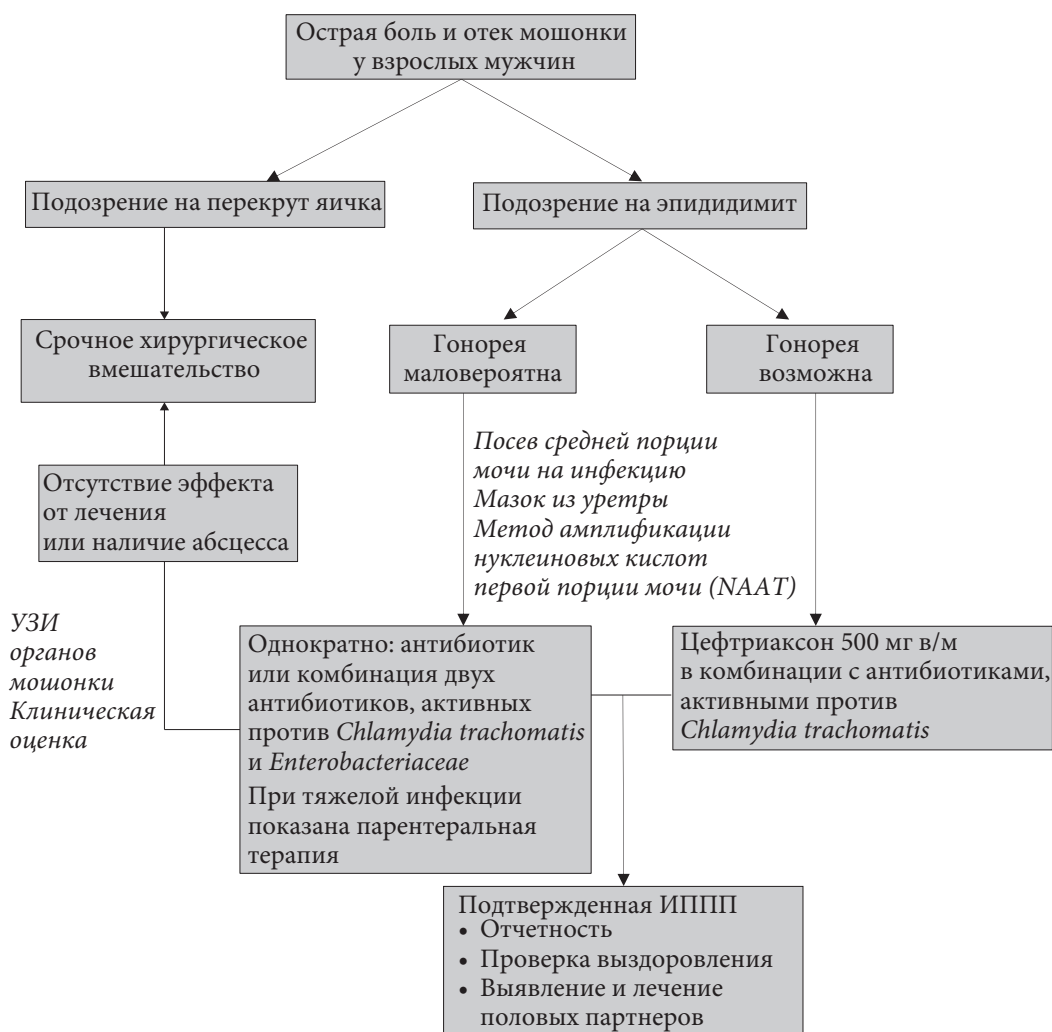 Острая боль и отек мошонки
у взрослых мужчин
Подозрение на перекрут яичка
Подозрение на эпидидимит
Срочное хирургическое
вмешательство
Гонорея
маловероятна
Гонорея
возможна
Посев средней порции
мочи на инфекцию
Мазок из уретры
Метод амплификации
нуклеиновых кислот
первой порции мочи (NAAT)
Отсутствие эффекта
от лечения
или наличие абсцесса
УЗИ
органов
мошонки
Клиническая
оценка
Однократно: антибиотик
или комбинация двух
антибиотиков, активных
против Chlamydia trachomatis
и Enterobacteriaceae
При тяжелой инфекции
показана парентеральная
терапия
Цефтриаксон 500 мг в/м
в комбинации с антибиотиками,
активными против
Chlamydia trachomatis
Подтвержденная ИППП
• Отчетность
• Проверка выздоровления
• Выявление и лечение
половых партнеров